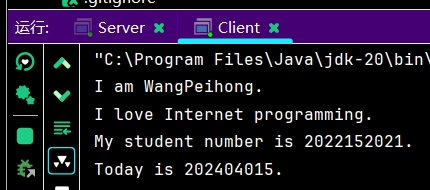 .gitignore
运行: Server Client
"C:\Program Files\Java\jdk-20\bin\
I am WangPeihong.
I love Internet programming.
My student number is 2022152021.
Today is 202404015.